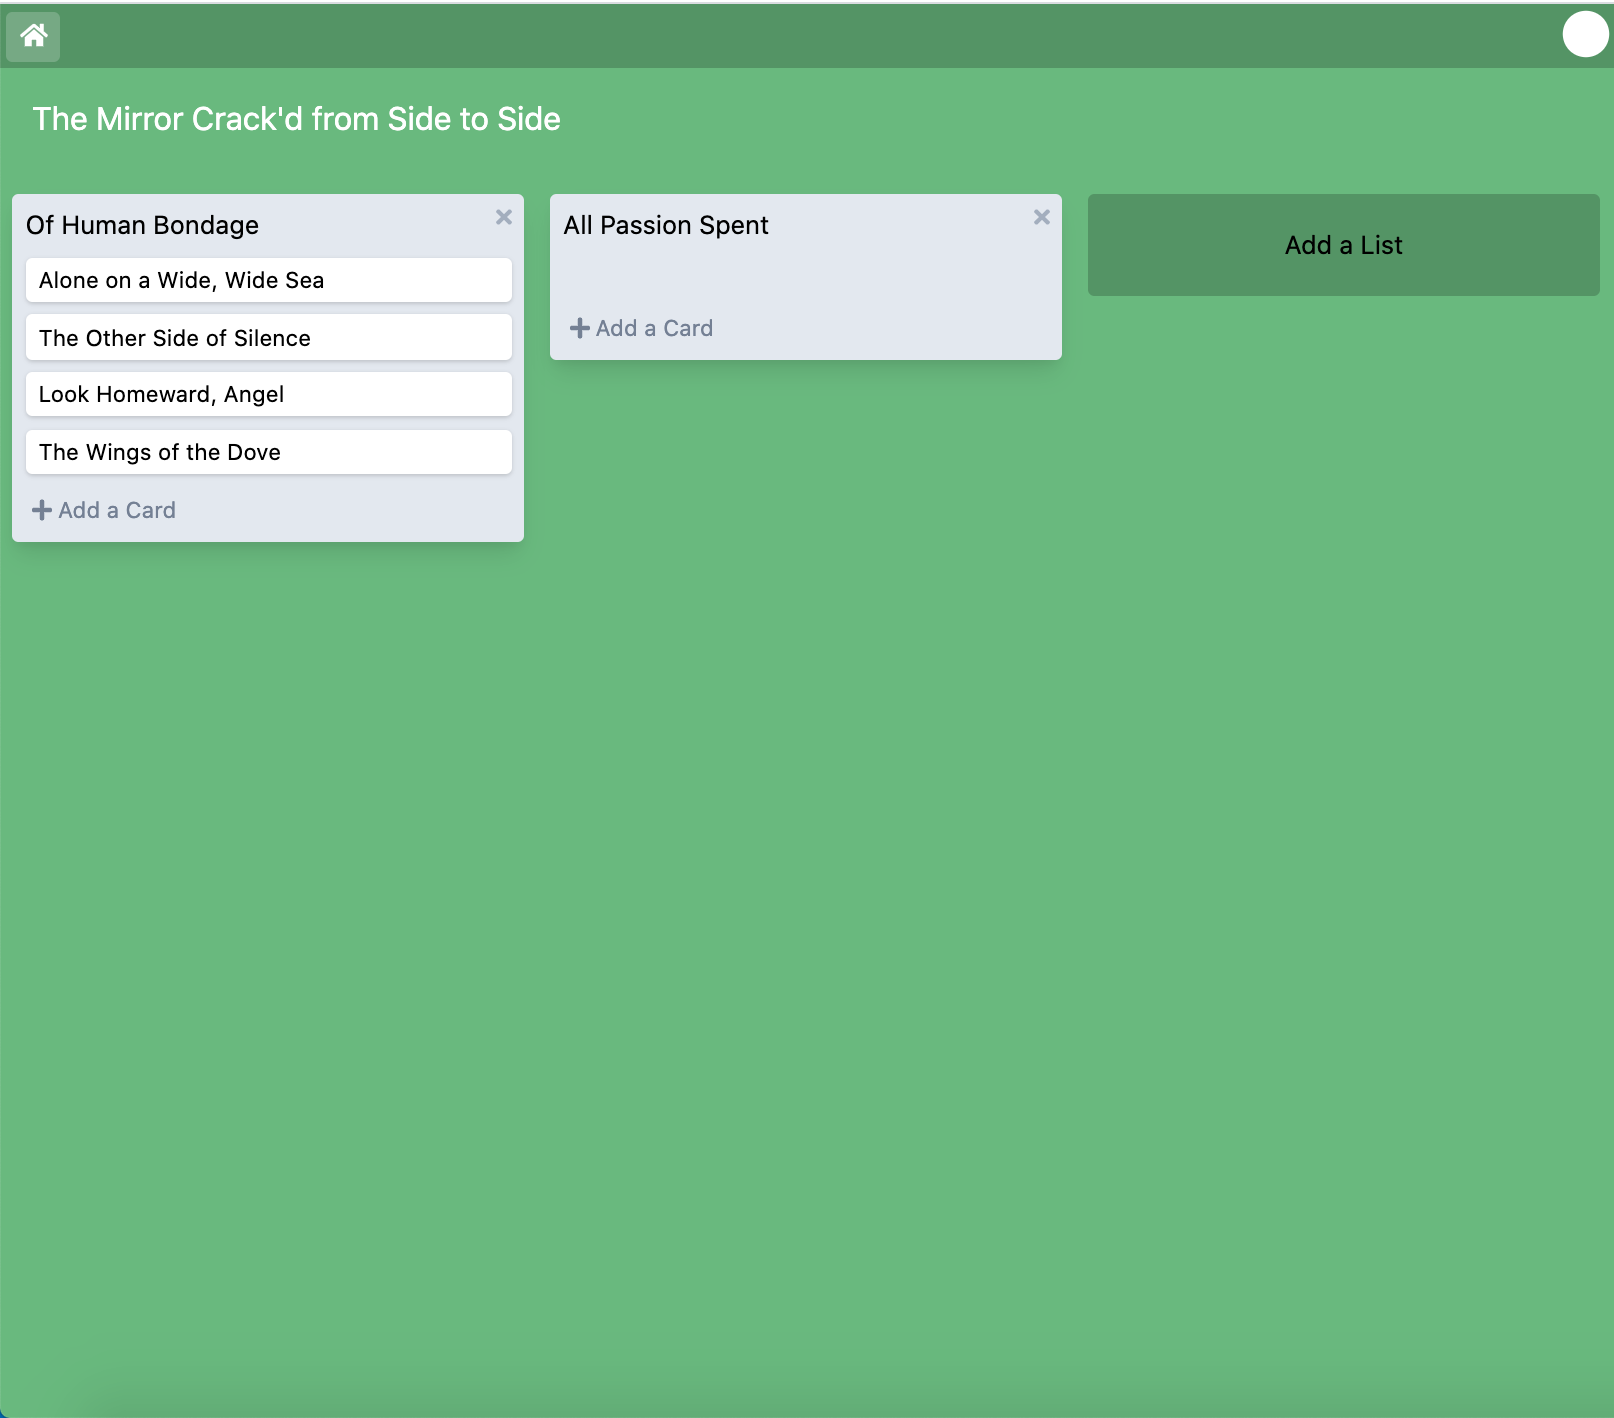 The Mirror Crack'd from Side to Side
Of Human Bondage
Alone on a Wide, Wide Sea
The Other Side of Silence
Look Homeward, Angel
The Wings of the Dove
Add a Card
All Passion Spent
Add a Card
Add a List